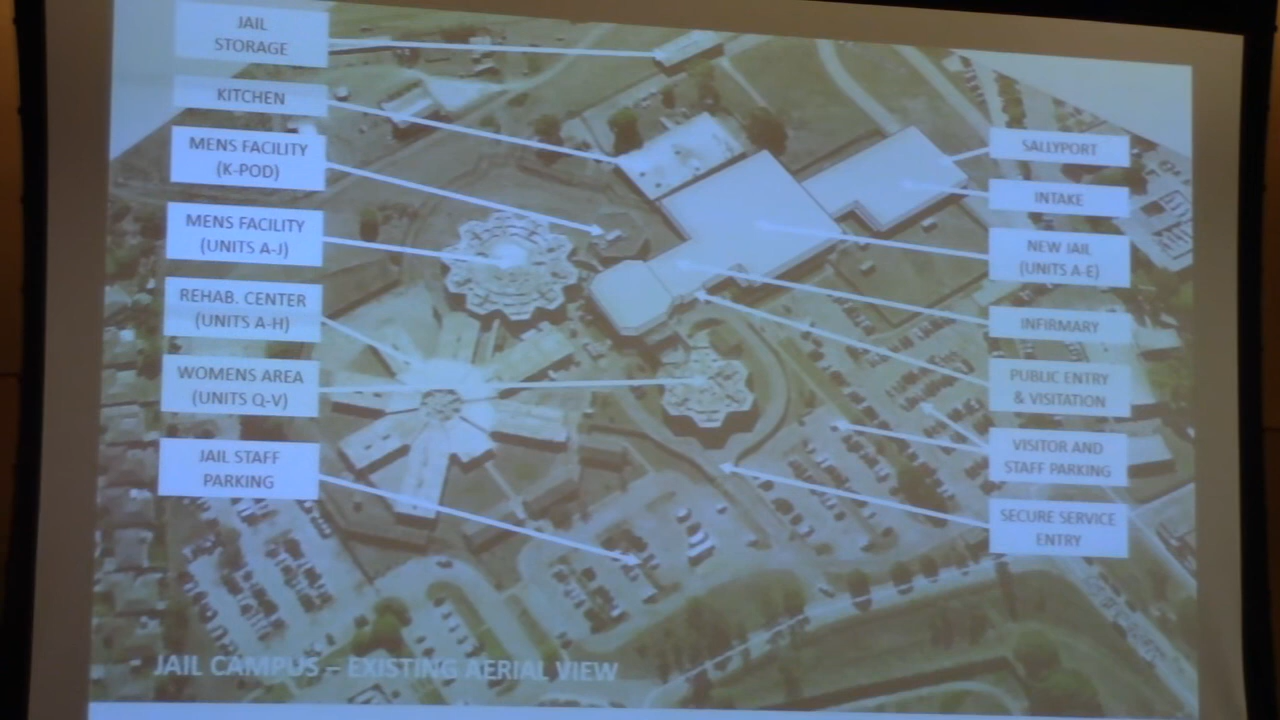 JAIL
STORAGE
KITCHEN
MENS FACILITY
(K-POD)
MENS FACILITY
(UNITS A-J)
REHAB. CENTER
(UNITS A-H)
WOMENS AREA
(UNITS Q-V)
JAIL STAFF
PARKING
SALLYPORT
INTAKE
NEW JAIL
(UNITS A-E)
INFIRMARY
PUBLIC ENTRY
& VISITATION
VISITOR AND
STAFF PARKING
SECURE SERVICE
ENTRY
JAIL CAMPUS – EXISTING AERIAL VIEW